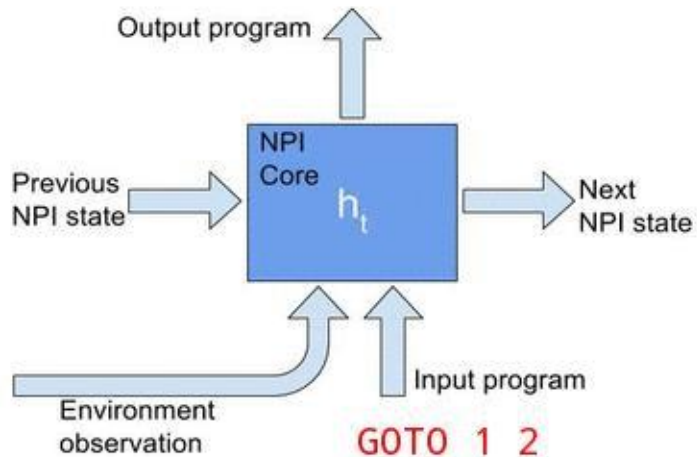 Output program
NPI
Core
h_t
Previous
NPI state
Next
NPI state
Input program
Environment
observation
GOTO 1 2